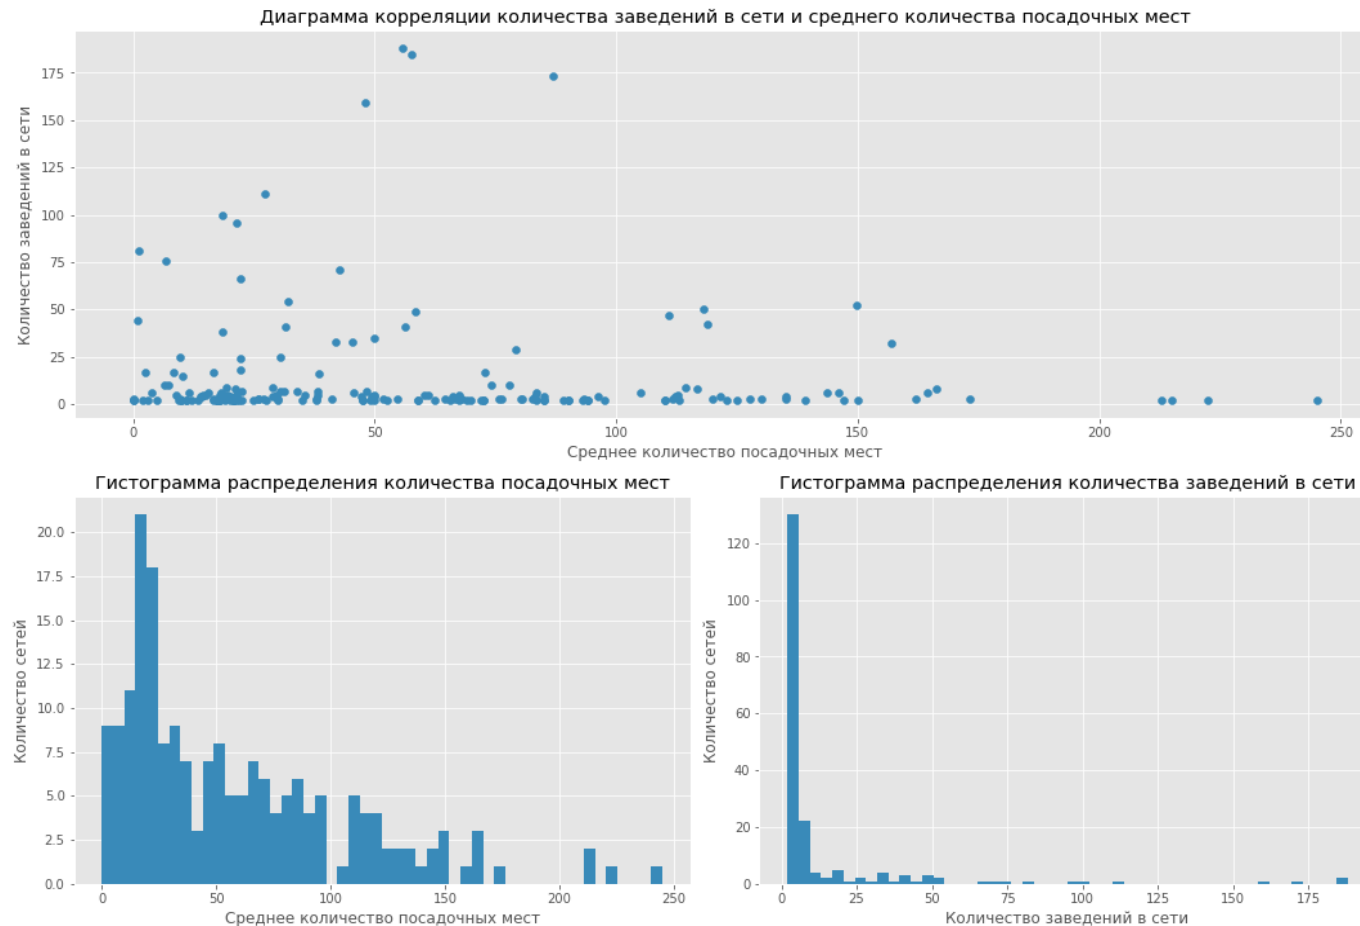 Диаграмма корреляции количества заведений в сети и среднего количества посадочных мест
Количество заведений в сети
175
150
125
100
75
50
25
0
0 50 100 150 200 250
Среднее количество посадочных мест
Гистограмма распределения количества посадочных мест
Количество сетей
20.0
17.5
15.0
12.5
10.0
7.5
5.0
2.5
0.0
0 50 100 150 200 250
Среднее количество посадочных мест
Гистограмма распределения количества заведений в сети
Количество сетей
120
100
80
60
40
20
0
0 25 50 75 100 125 150 175
Количество заведений в сети